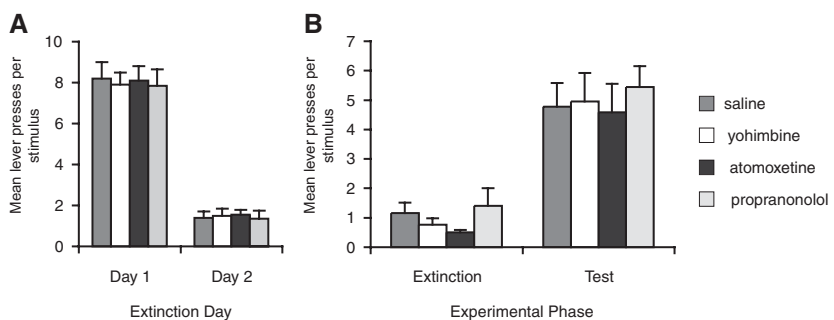 A
10
8
6
4
2
0
Mean lever presses per
stimulus
Day 1
Day 2
Extinction Day
B
7
6
5
4
3
2
1
0
Mean lever presses per
stimulus
Extinction
Test
Experimental Phase
saline
yohimbine
atomoxetine
propranonolol